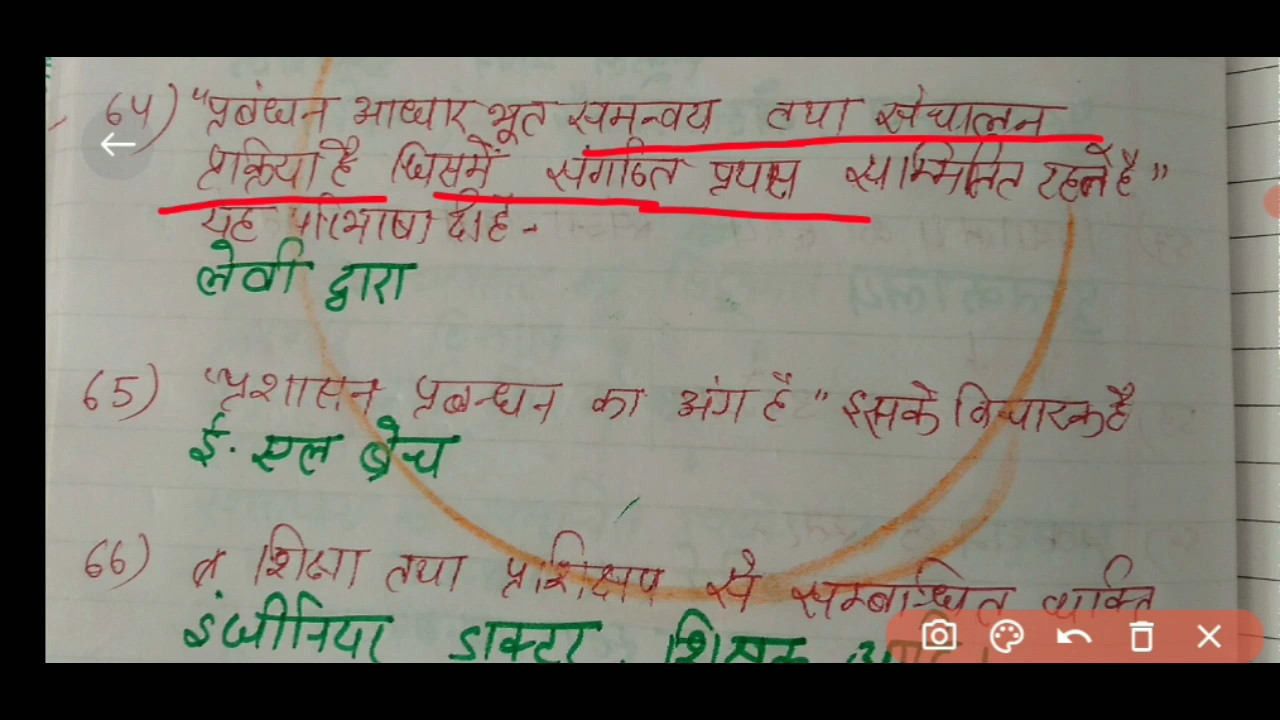 64) "प्रबंधन आधार भूत समन्वय तथा संचालन
प्रक्रिया है जिसमें संगठित प्रयास सम्मिलित रहते है"
यह परिभाषा दी है -
लेवी द्वारा
65) "प्रशासन प्रबन्धन का अंग है" इसके विचारक है
ई. एल ब्रेच
66) शिक्षा तथा प्रशिक्षण से सम्बन्धित व्यक्ति
इंजीनियर डाक्टर, शिक्षक